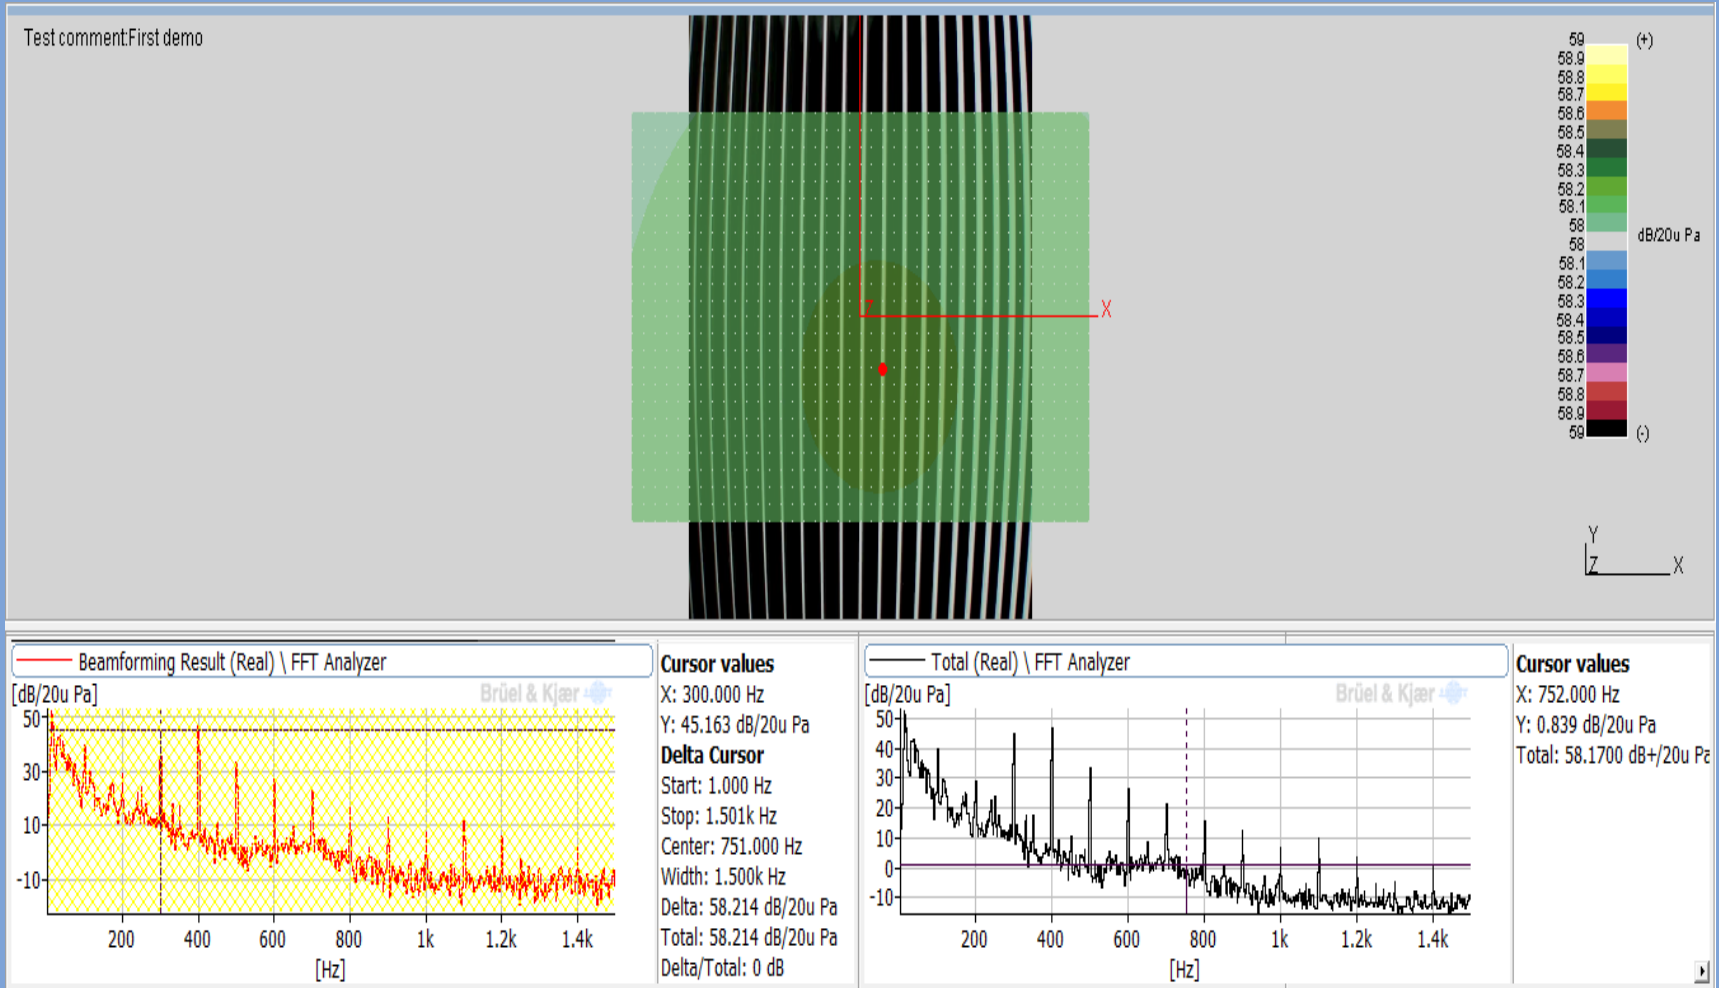 Test comment:First demo
59
58.9
58.8
58.7
58.6
58.5
58.4
58.3
58.2
58.1
58
58
58.1
58.2
58.3
58.4
58.5
58.6
58.7
58.8
58.9
59
(+)
dB/20u Pa
(-)
Z
X
Y
Z
X
Beamforming Result (Real) \ FFT Analyzer
[dB/20u Pa]
Brüel & Kjær
50
30
10
-10
200 400 600 800 1k 1.2k 1.4k
[Hz]
Cursor values
X: 300.000 Hz
Y: 45.163 dB/20u Pa
Delta Cursor
Start: 1.000 Hz
Stop: 1.501k Hz
Center: 751.000 Hz
Width: 1.500k Hz
Delta: 58.214 dB/20u Pa
Total: 58.214 dB/20u Pa
Delta/Total: 0 dB
Total (Real) \ FFT Analyzer
[dB/20u Pa]
Brüel & Kjær
50
40
30
20
10
0
-10
200 400 600 800 1k 1.2k 1.4k
[Hz]
Cursor values
X: 752.000 Hz
Y: 0.839 dB/20u Pa
Total: 58.1700 dB+/20u Pa